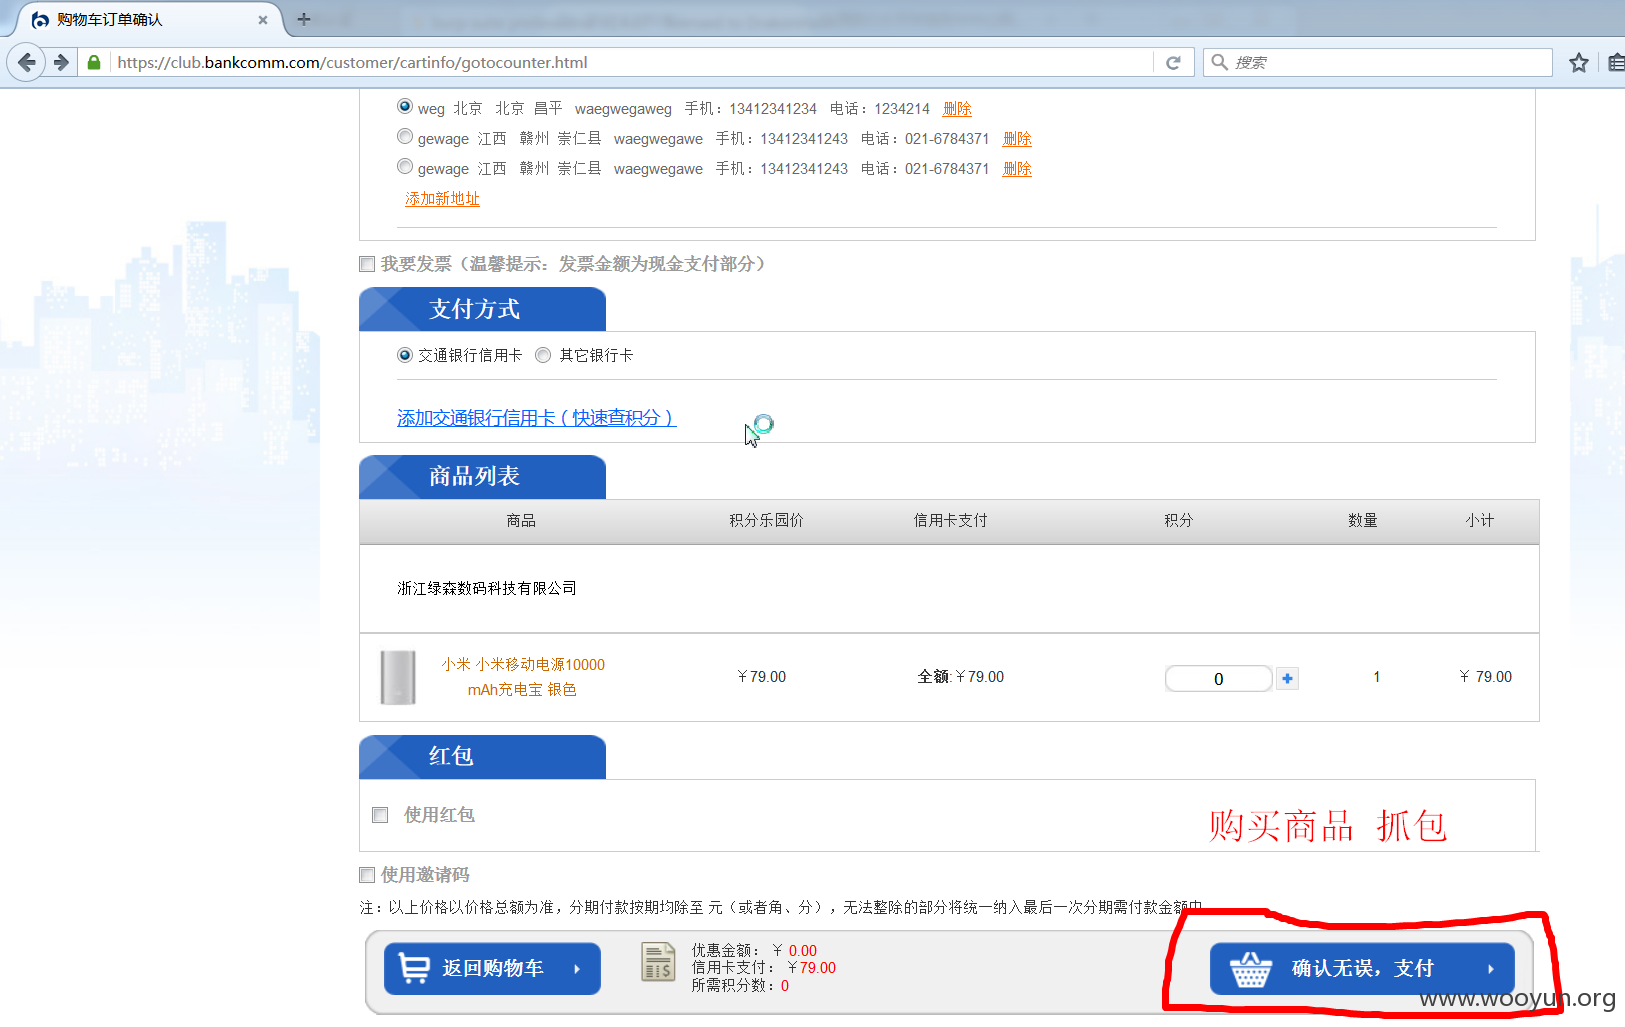 购物车订单确认
https://club.bankcomm.com/customer/cartinfo/gotocounter.html
搜索
weg 北京 北京 昌平 waegwegaweg 手机：13412341234 电话：1234214 删除
gewage 江西 赣州 崇仁县 waegwegawe 手机：13412341243 电话：021-6784371 删除
gewage 江西 赣州 崇仁县 waegwegawe 手机：13412341243 电话：021-6784371 删除
添加新地址
我要发票（温馨提示：发票金额为现金支付部分）
支付方式
交通银行信用卡 其它银行卡
添加交通银行信用卡（快速查积分）
商品列表
商品 积分乐园价 信用卡支付 积分 数量 小计
浙江绿森数码科技有限公司
小米 小米移动电源10000
mAh充电宝 银色
￥79.00 全额:￥79.00 0 1 ￥ 79.00
红包
使用红包
购买商品 抓包
使用邀请码
注：以上价格以价格总额为准，分期付款按期均除至 元（或者角、分），无法整除的部分将统一纳入最后一次分期需付款金额中
返回购物车
优惠金额： ￥ 0.00
信用卡支付： ￥79.00
所需积分数：0
确认无误，支付
www.wooyun.org